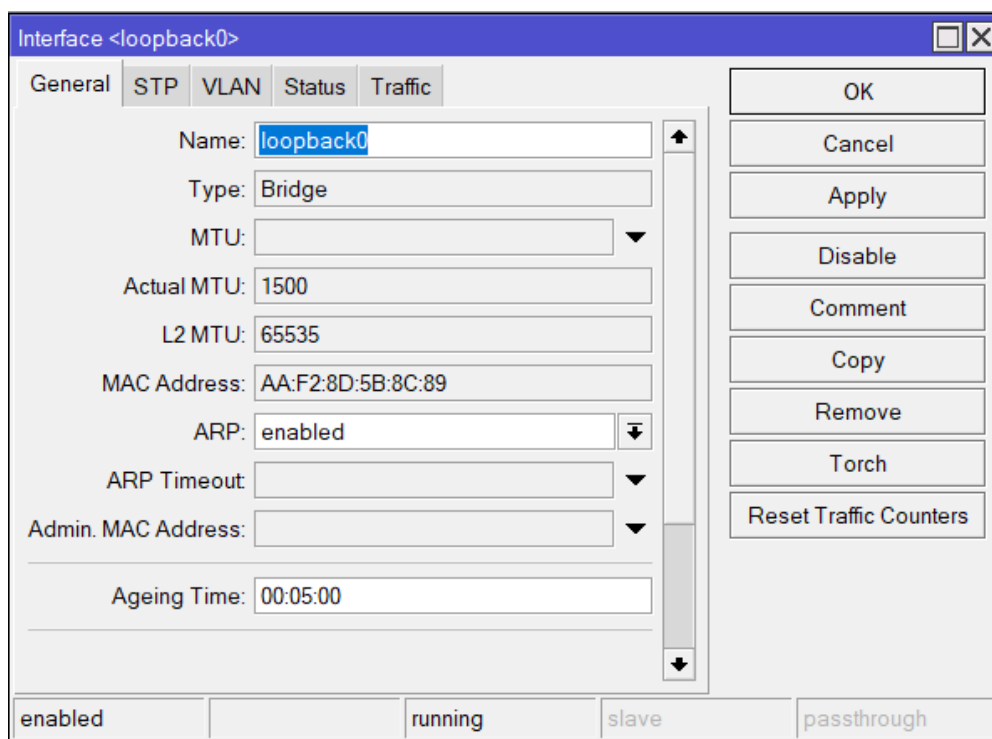 Interface <loopback0>
General STP VLAN Status Traffic
Name: loopback0
Type: Bridge
MTU:
Actual MTU: 1500
L2 MTU: 65535
MAC Address: AA:F2:8D:5B:8C:89
ARP: enabled
ARP Timeout:
Admin. MAC Address:
Ageing Time: 00:05:00
OK
Cancel
Apply
Disable
Comment
Copy
Remove
Torch
Reset Traffic Counters
enabled running slave passthrough